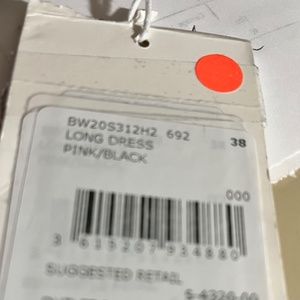 BW20S312H2 692
LONG DRESS 38
PINK/BLACK
000
3 615207 934880
SUGGESTED RETAIL